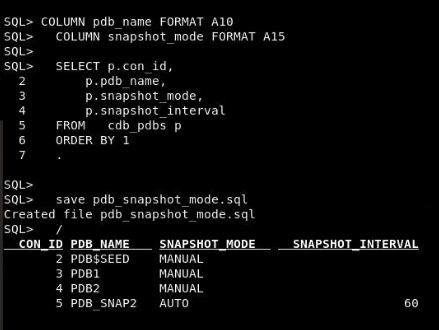 SQL> COLUMN pdb_name FORMAT A10
SQL>   COLUMN snapshot_mode FORMAT A15
SQL>
SQL>   SELECT p.con_id,
  2        p.pdb_name,
  3        p.snapshot_mode,
  4        p.snapshot_interval
  5    FROM   cdb_pdbs p
  6    ORDER BY 1
  7    .
SQL>
SQL>   save pdb_snapshot_mode.sql
Created file pdb_snapshot_mode.sql
SQL>   /
  CON_ID PDB_NAME   SNAPSHOT_MODE   SNAPSHOT_INTERVAL
       2 PDB$SEED   MANUAL
       3 PDB1       MANUAL
       4 PDB2       MANUAL
       5 PDB_SNAP2  AUTO                           60